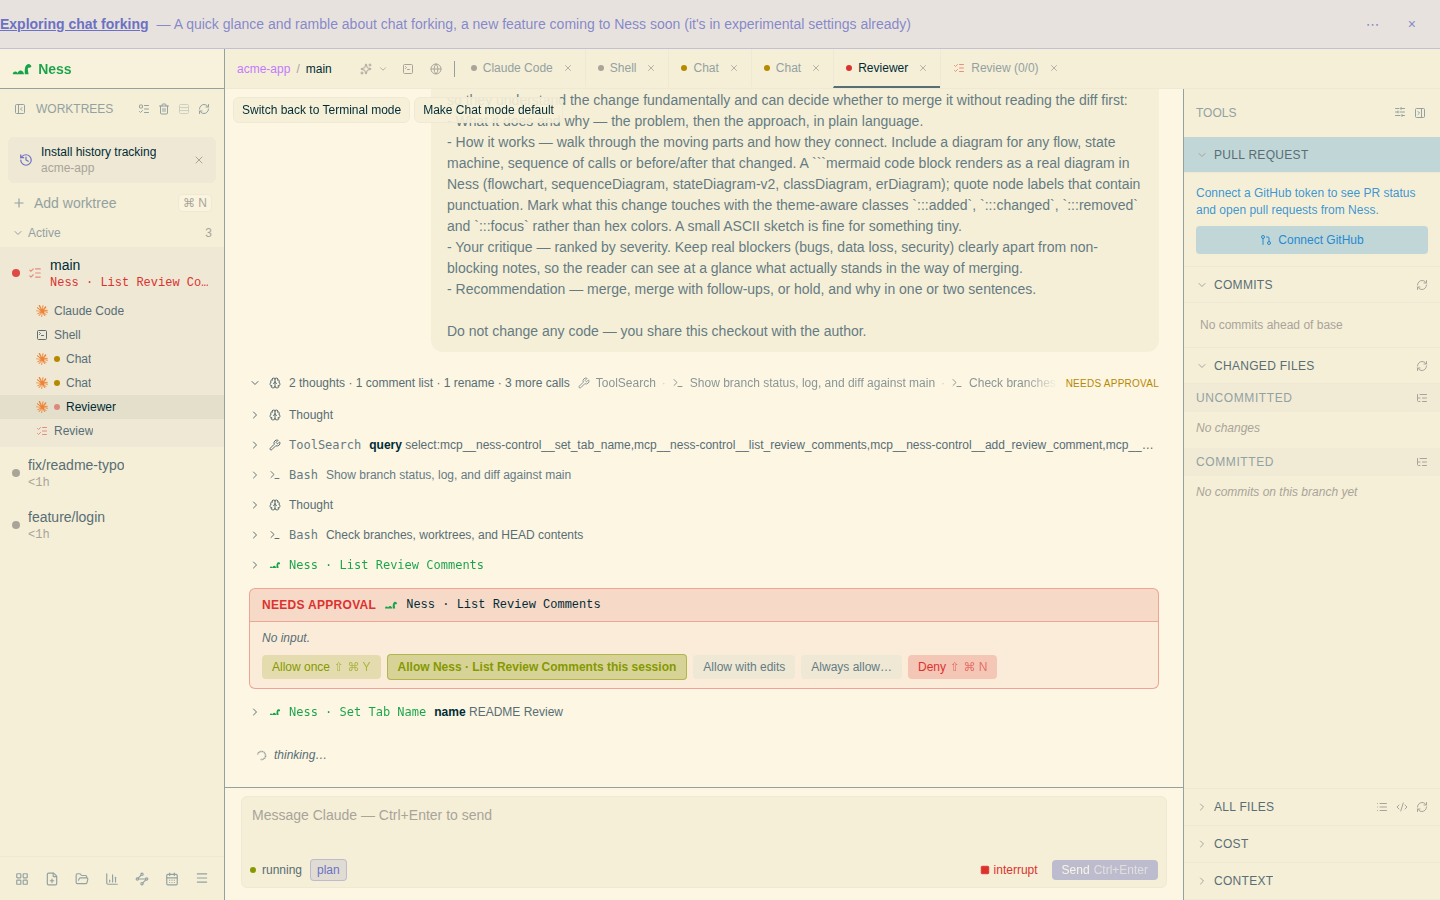 Exploring chat forking — A quick glance and ramble about chat forking, a new feature coming to Ness soon (it's in experimental settings already)
Ness
acme-app / main
Claude Code
Shell
Chat
Chat
Reviewer
Review (0/0)
WORKTREES
Install history tracking
acme-app
Add worktree ⌘ N
Active 3
main
Ness · List Review Co…
Claude Code
Shell
Chat
Chat
Reviewer
Review
fix/readme-typo
<1h
feature/login
<1h
Switch back to Terminal mode
Make Chat mode default
the change fundamentally and can decide whether to merge it without reading the diff first:
- What it does and why — the problem, then the approach, in plain language.
- How it works — walk through the moving parts and how they connect. Include a diagram for any flow, state
machine, sequence of calls or before/after that changed. A ```mermaid code block renders as a real diagram in
Ness (flowchart, sequenceDiagram, stateDiagram-v2, classDiagram, erDiagram); quote node labels that contain
punctuation. Mark what this change touches with the theme-aware classes `:::added`, `:::changed`, `:::removed`
and `:::focus` rather than hex colors. A small ASCII sketch is fine for something tiny.
- Your critique — ranked by severity. Keep real blockers (bugs, data loss, security) clearly apart from non-
blocking notes, so the reader can see at a glance what actually stands in the way of merging.
- Recommendation — merge, merge with follow-ups, or hold, and why in one or two sentences.
Do not change any code — you share this checkout with the author.
2 thoughts · 1 comment list · 1 rename · 3 more calls ToolSearch · Show branch status, log, and diff against main · Check branches NEEDS APPROVAL
Thought
ToolSearch query select:mcp__ness-control__set_tab_name,mcp__ness-control__list_review_comments,mcp__ness-control__add_review_comment,mcp__…
Bash Show branch status, log, and diff against main
Thought
Bash Check branches, worktrees, and HEAD contents
Ness · List Review Comments
NEEDS APPROVAL Ness · List Review Comments
No input.
Allow once ⇧ ⌘ Y
Allow Ness · List Review Comments this session
Allow with edits
Always allow…
Deny ⇧ ⌘ N
Ness · Set Tab Name name README Review
thinking…
Message Claude — Ctrl+Enter to send
running
plan
interrupt
Send Ctrl+Enter
TOOLS
PULL REQUEST
Connect a GitHub token to see PR status
and open pull requests from Ness.
Connect GitHub
COMMITS
No commits ahead of base
CHANGED FILES
UNCOMMITTED
No changes
COMMITTED
No commits on this branch yet
ALL FILES
COST
CONTEXT